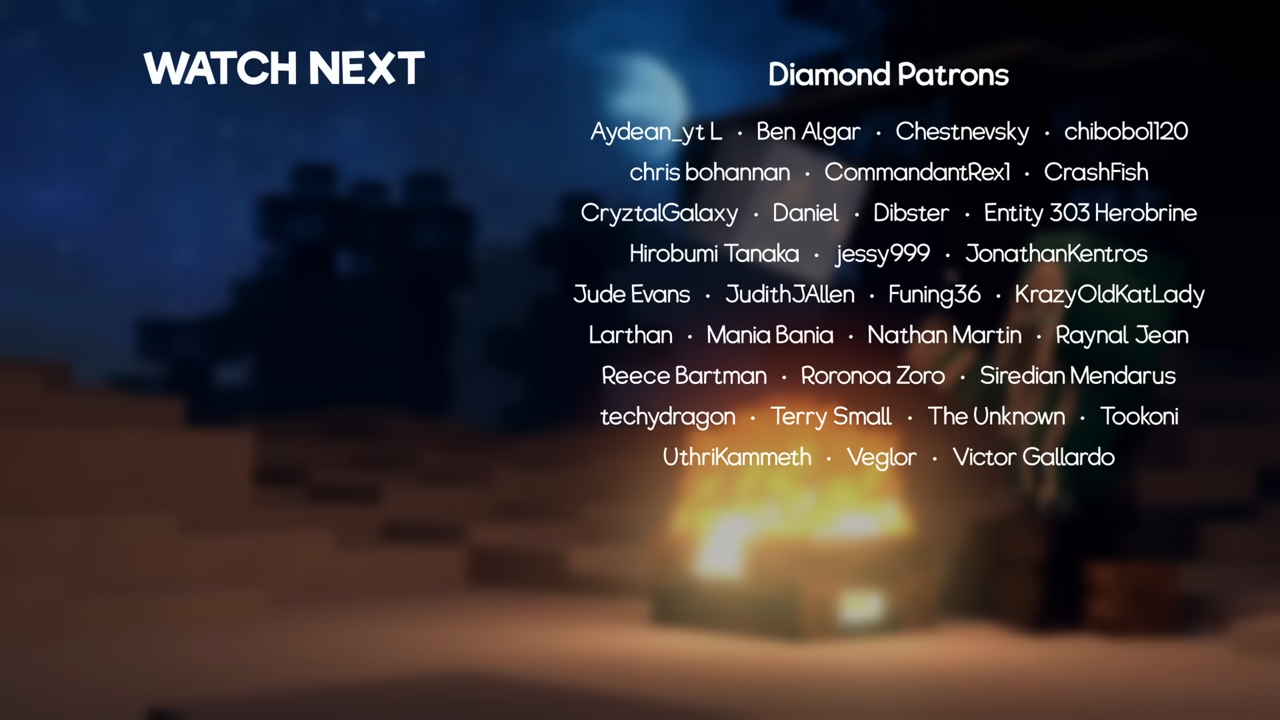 WATCH NEXT
Diamond Patrons
Aydean_yt L · Ben Algar · Chestnevsky · chibobo1120
chris bohannan · CommandantRex1 · CrashFish
CryztalGalaxy · Daniel · Dibster · Entity 303 Herobrine
Hirobumi Tanaka · jessy999 · JonathanKentros
Jude Evans · JudithJAllen · Funing36 · KrazyOldKatLady
Larthan · Mania Bania · Nathan Martin · Raynal Jean
Reece Bartman · Roronoa Zoro · Siredian Mendarus
techydragon · Terry Small · The Unknown · Tookoni
UthriKammeth · Veglor · Victor Gallardo